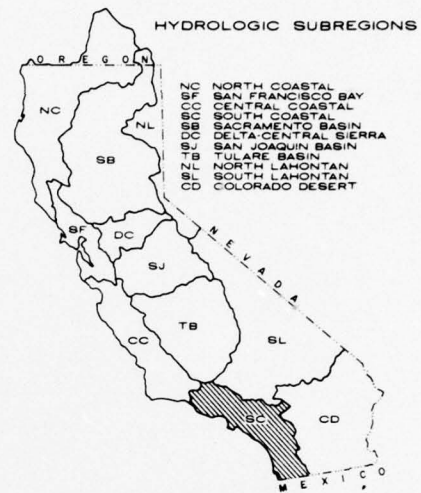 HYDROLOGIC SUBREGIONS
OREGON
NC NORTH COASTAL
SF SAN FRANCISCO BAY
CC CENTRAL COASTAL
SC SOUTH COASTAL
SB SACRAMENTO BASIN
DC DELTA-CENTRAL SIERRA
SJ SAN JOAQUIN BASIN
TB TULARE BASIN
NL NORTH LAHONTAN
SL SOUTH LAHONTAN
CD COLORADO DESERT
NC
NL
SB
SF
DC
NEVADA
SJ
CC
TB
SL
SC
CD
MEXICO